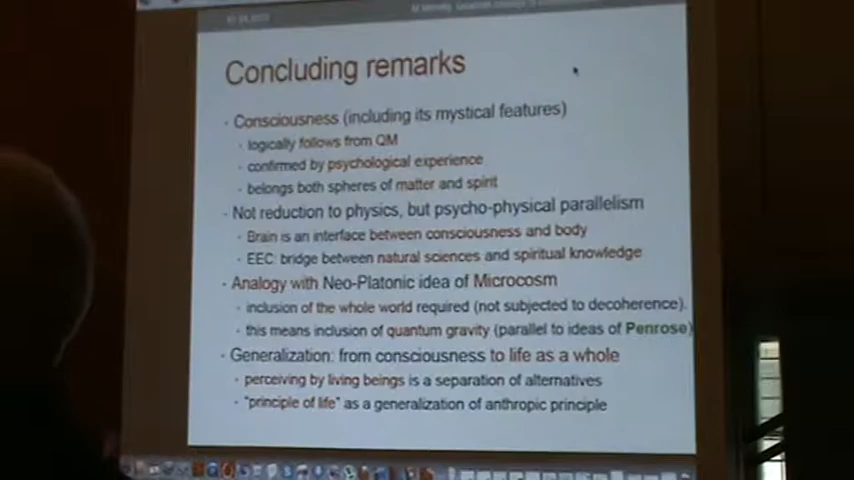 Concluding remarks
· Consciousness (including its mystical features)
· logically follows from QM
· confirmed by psychological experience
· belongs both spheres of matter and spirit
· Not reduction to physics, but psycho-physical parallelism
· Brain is an interface between consciousness and body
· EEC: bridge between natural sciences and spiritual knowledge
· Analogy with Neo-Platonic idea of Microcosm
· inclusion of the whole world required (not subjected to decoherence).
· this means inclusion of quantum gravity (parallel to ideas of Penrose)
· Generalization: from consciousness to life as a whole
· perceiving by living beings is a separation of alternatives
· "principle of life" as a generalization of anthropic principle